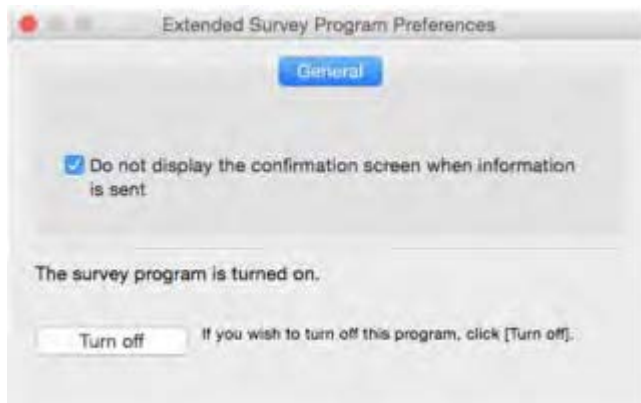 Extended Survey Program Preferences
General
Do not display the confirmation screen when information
is sent
The survey program is turned on.
Turn off
If you wish to turn off this program, click [Turn off].